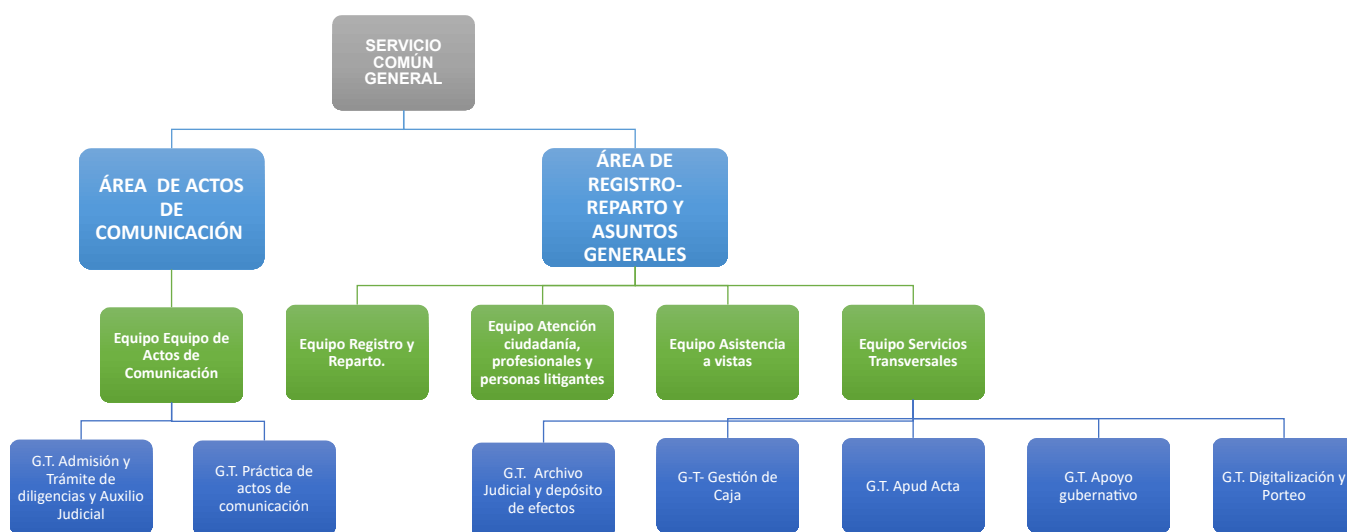 SERVICIO
COMÚN
GENERAL
ÁREA DE ACTOS
DE
COMUNICACIÓN
ÁREA DE
REGISTRO-
REPARTO Y
ASUNTOS
GENERALES
Equipo Equipo de
Actos de
Comunicación
Equipo Registro y
Reparto.
Equipo Atención
ciudadanía,
profesionales y
personas litigantes
Equipo Asistencia
a vistas
Equipo Servicios
Transversales
G.T. Admisión y
Trámite de
diligencias y Auxilio
Judicial
G.T. Práctica de
actos de
comunicación
G.T. Archivo
Judicial y depósito
de efectos
G-T- Gestión de
Caja
G.T. Apud Acta
G.T. Apoyo
gubernativo
G.T. Digitalización y
Porteo